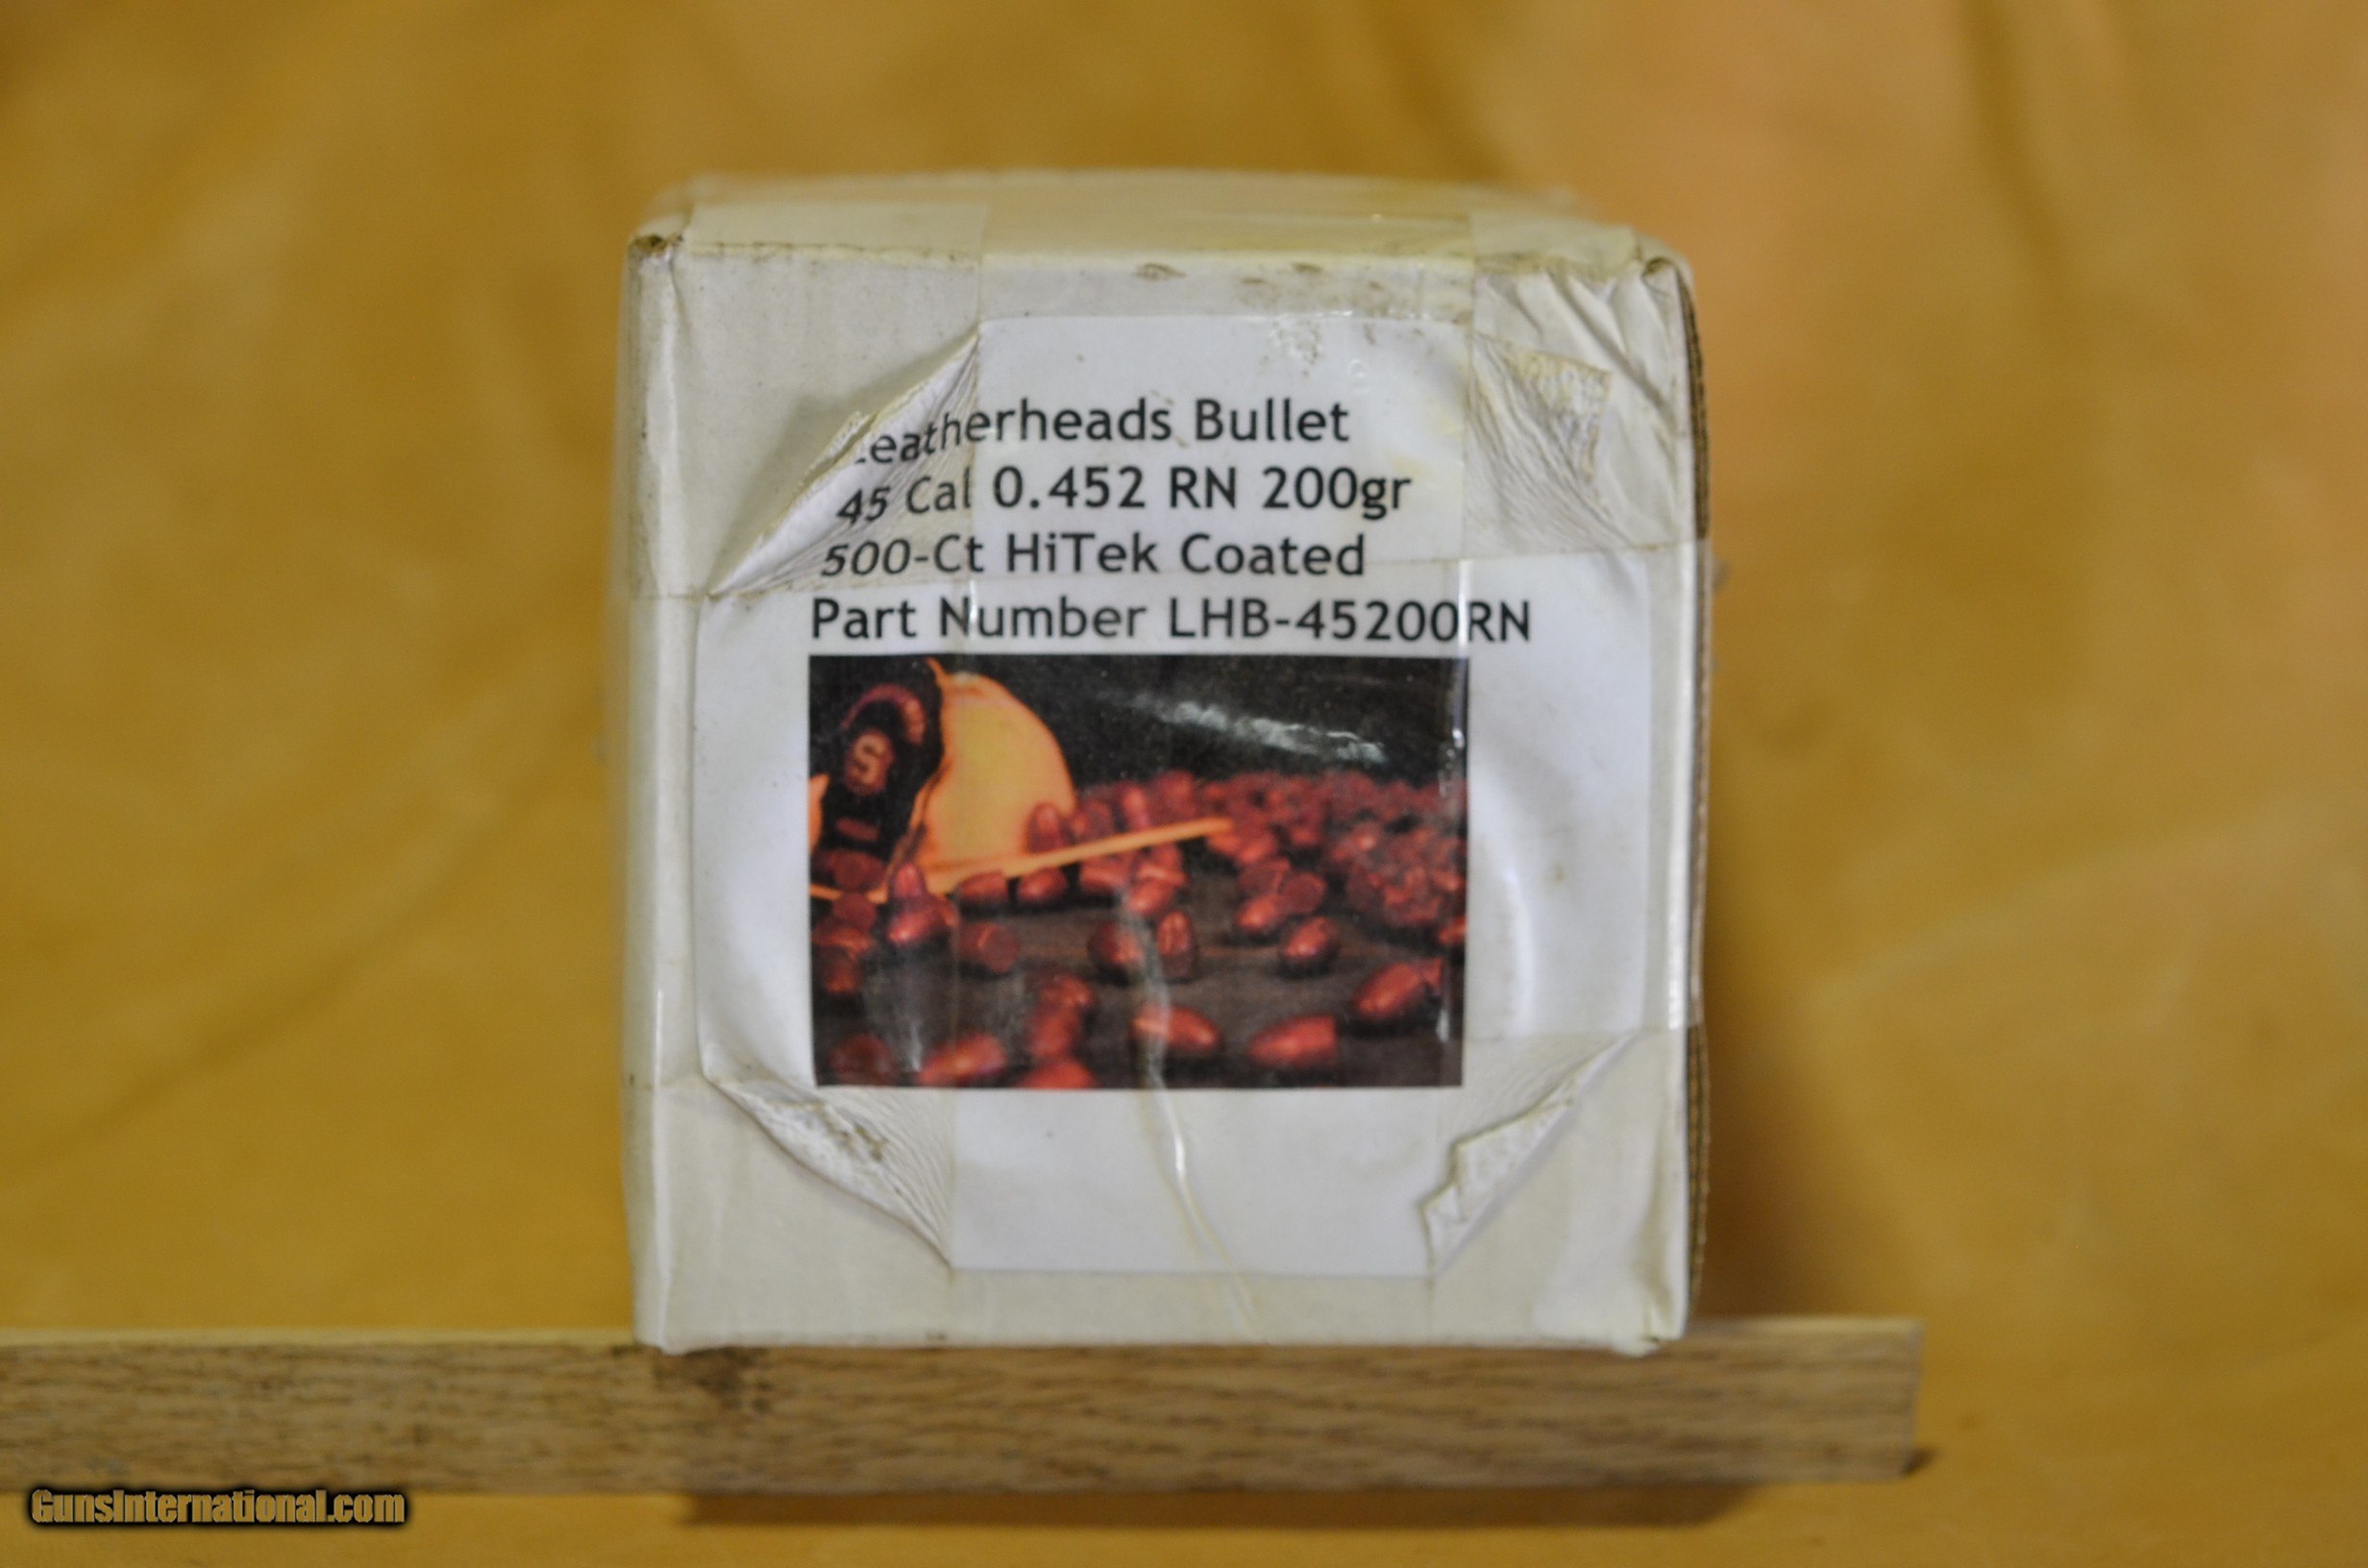 Leatherheads Bullet
45 Cal 0.452 RN 200gr
500-Ct HiTek Coated
Part Number LHB-45200RN
S
GunsInternational.com